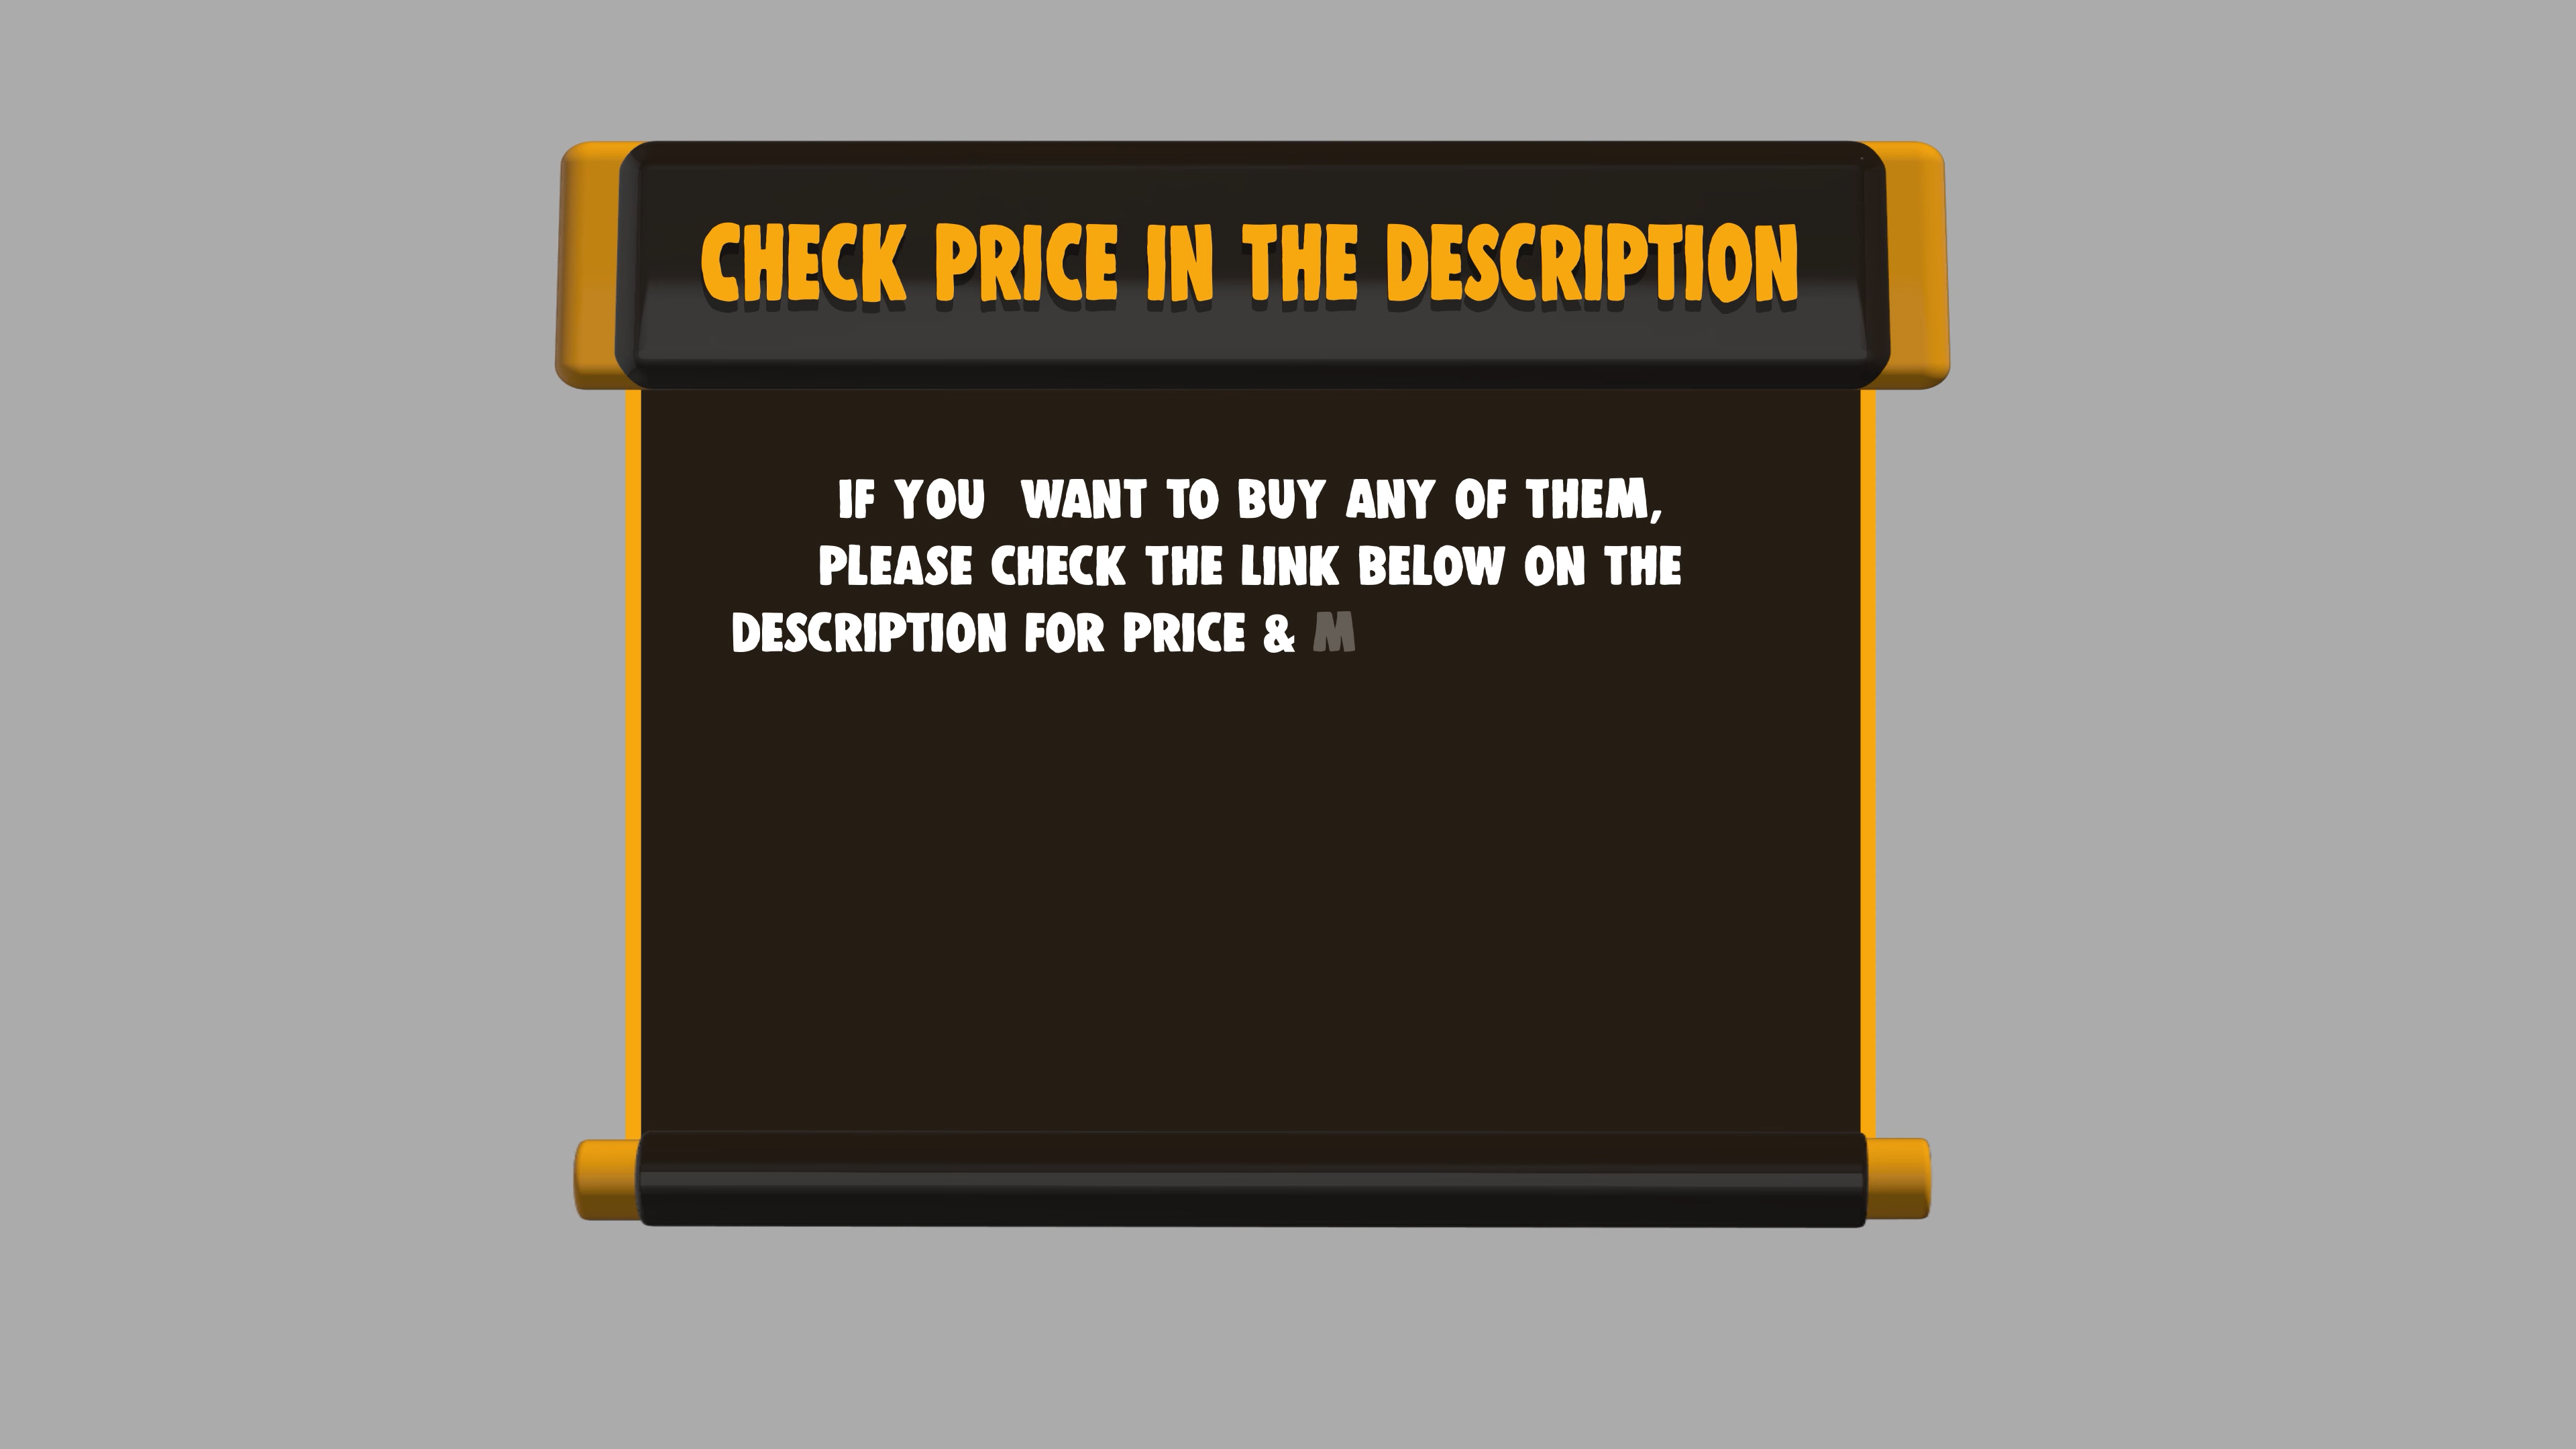 CHECK PRICE IN THE DESCRIPTION
IF YOU  WANT TO BUY ANY OF THEM,
PLEASE CHECK THE LINK BELOW ON THE
DESCRIPTION FOR PRICE & M